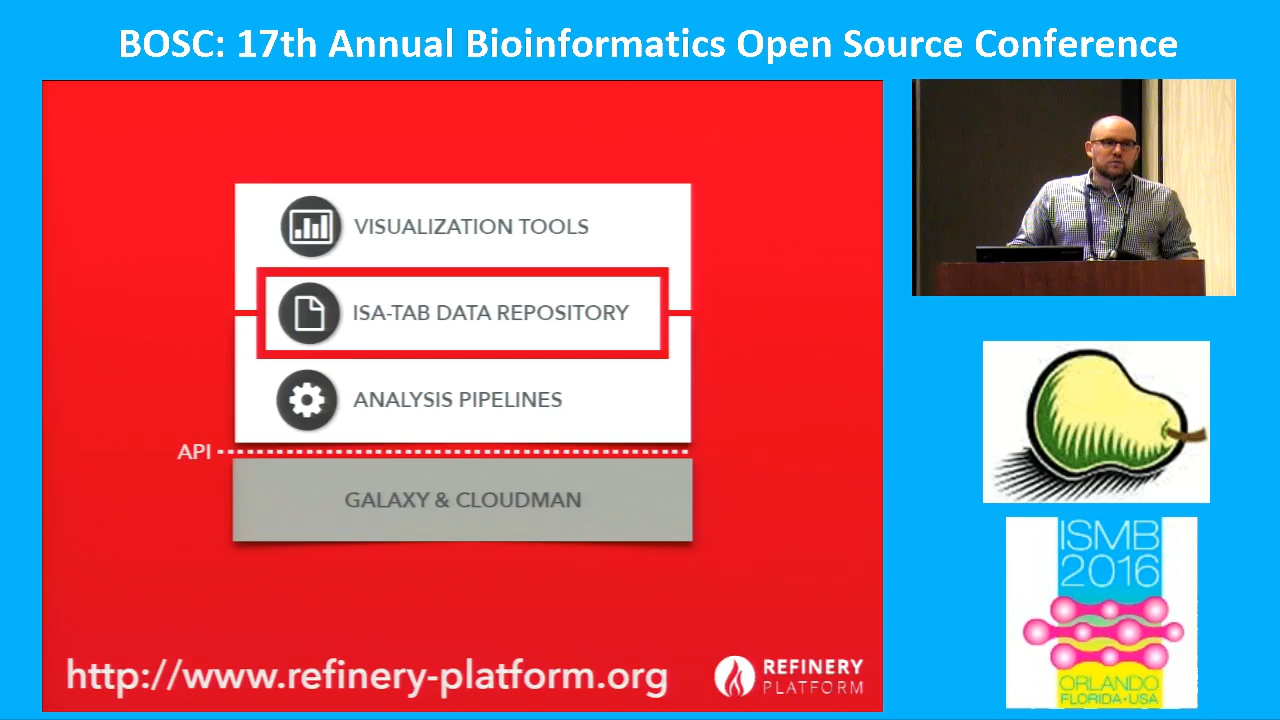 BOSC: 17th Annual Bioinformatics Open Source Conference
VISUALIZATION TOOLS
ISA-TAB DATA REPOSITORY
ANALYSIS PIPELINES
API
GALAXY & CLOUDMAN
http://www.refinery-platform.org
REFINERY
PLATFORM
ISMB
2016
ORLANDO
FLORIDA•USA